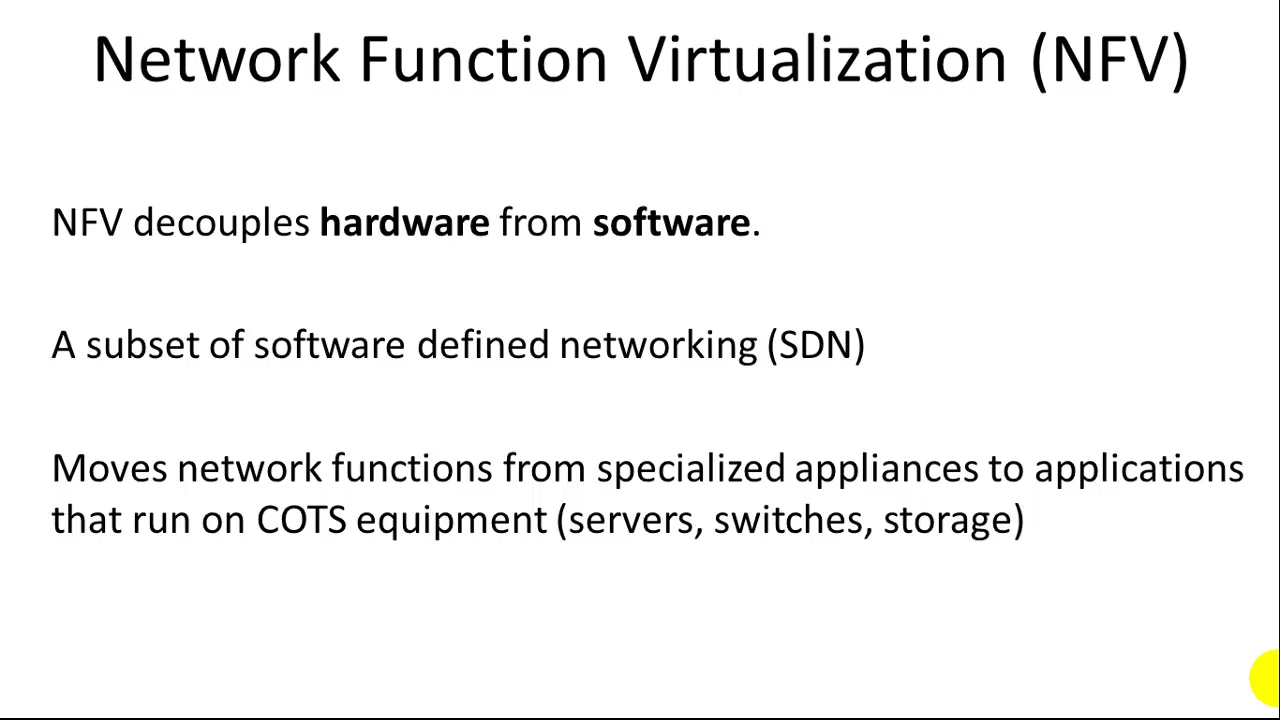 Network Function Virtualization (NFV)
NFV decouples hardware from software.
A subset of software defined networking (SDN)
Moves network functions from specialized appliances to applications
that run on COTS equipment (servers, switches, storage)